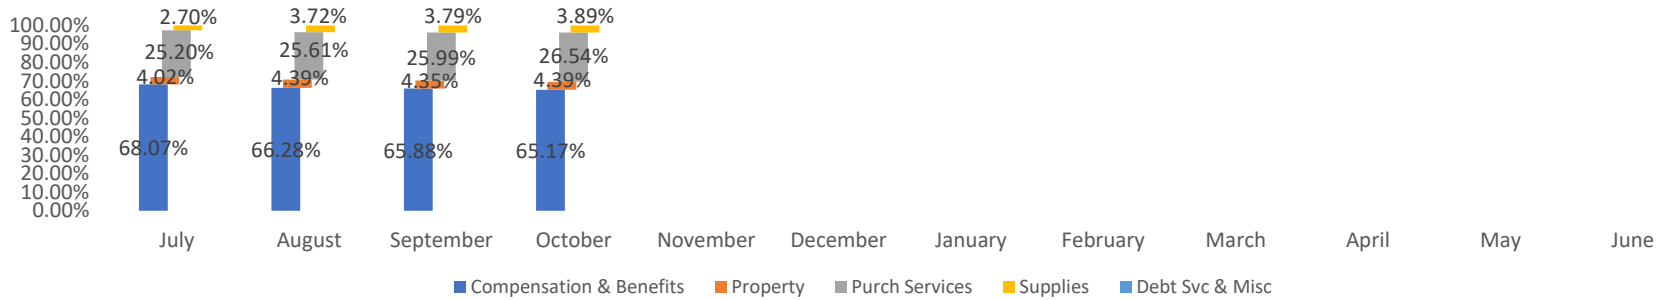 100.00%
90.00%
80.00%
70.00%
60.00%
50.00%
40.00%
30.00%
20.00%
10.00%
0.00%
2.70% 3.72% 3.79% 3.89%
25.20% 25.61% 25.99% 26.54%
4.02% 4.39% 4.35% 4.39%
68.07% 66.28% 65.88% 65.17%
July August September October November December January February March April May June
Compensation & Benefits Property Purch Services Supplies Debt Svc & Misc